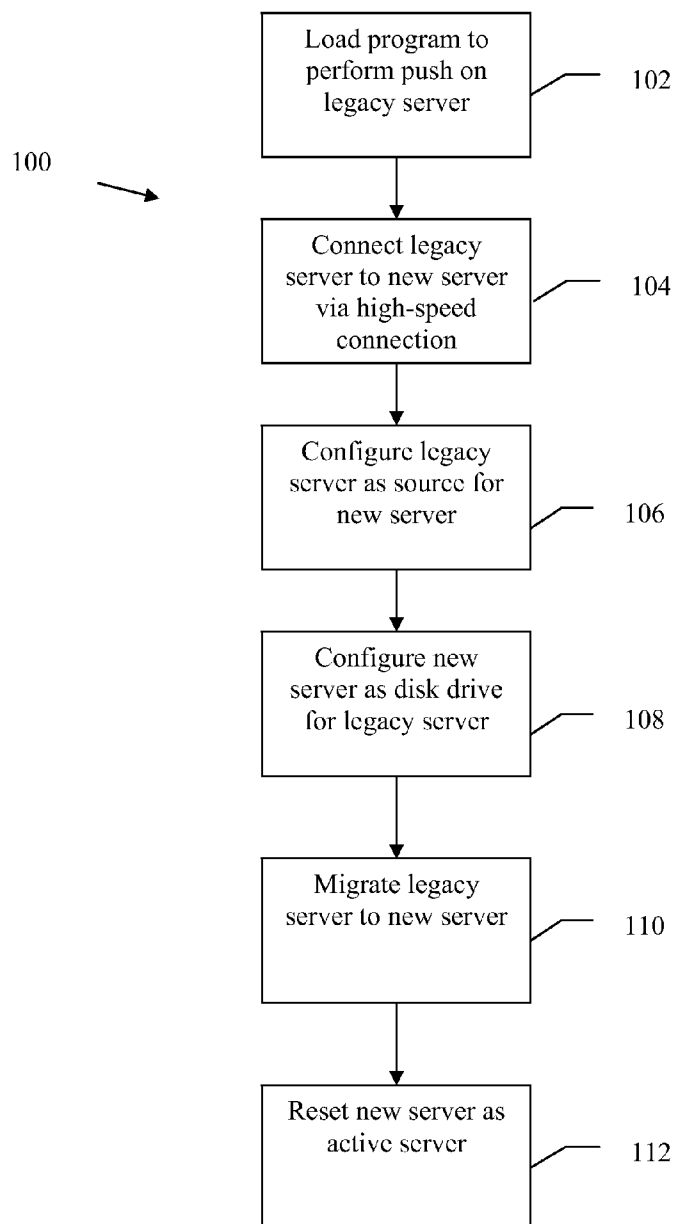 Load program to
perform push on
legacy server
102
100
Connect legacy
server to new server
via high-speed
connection
104
Configure legacy
server as source for
new server
106
Configure new
server as disk drive
for legacy server
108
Migrate legacy
server to new server
110
Reset new server as
active server
112